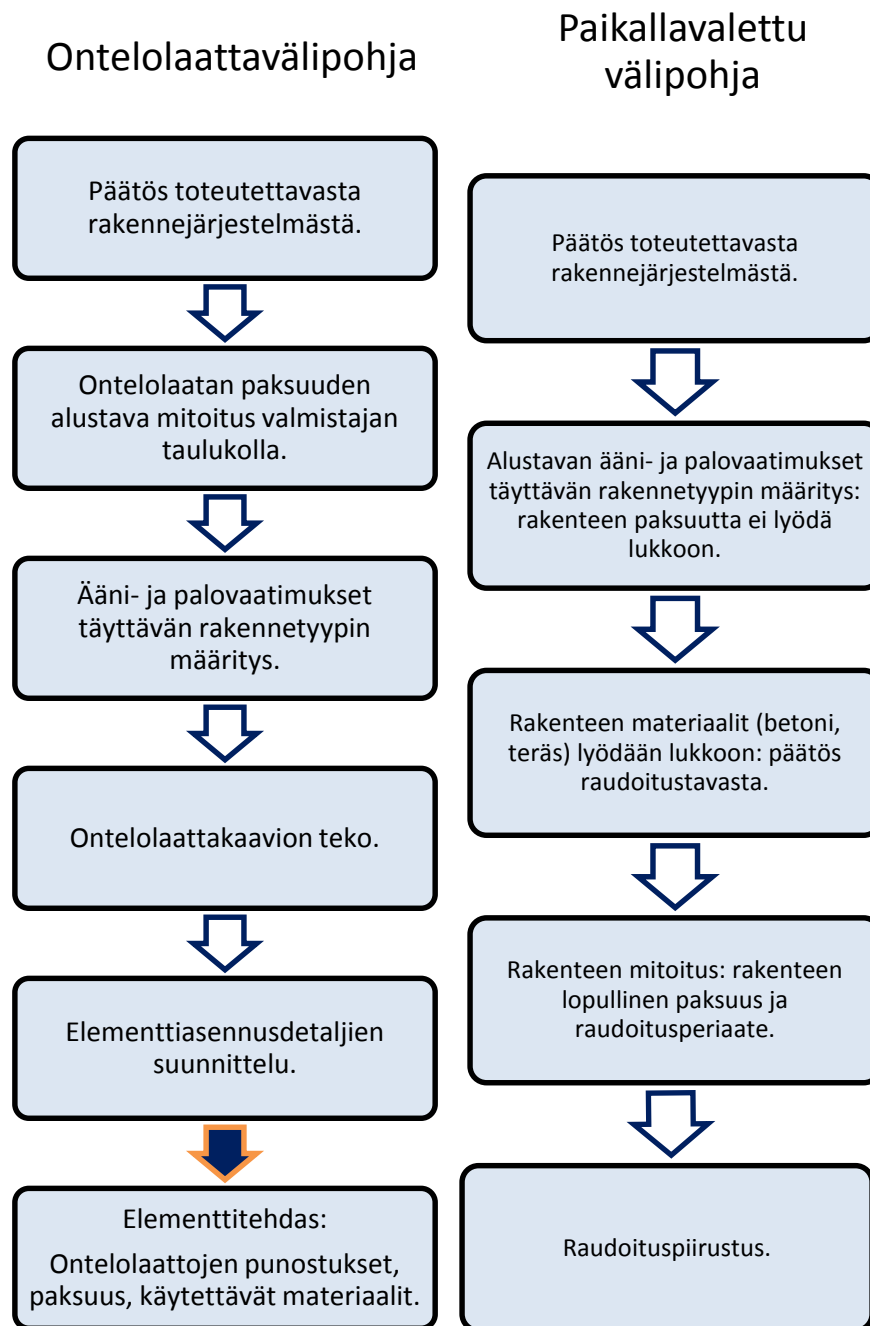 Ontelolaattavälipohja
Päätös toteutettavasta
rakennejärjestelmästä.
Ontelolaatan paksuuden
alustava mitoitus valmistajan
taulukolla.
Ääni- ja palovaatimukset
täyttävän rakennetyypin
määritys.
Ontelolaattakaavion teko.
Elementtiasennusdetaljien
suunnittelu.
Elementtitehdas:
Ontelolaattojen punostukset,
paksuus, käytettävät materiaalit.
Paikallavalettu
välipohja
Päätös toteutettavasta
rakennejärjestelmästä.
Alustavan ääni- ja palovaatimukset
täyttävän rakennetyypin määritys:
rakenteen paksuutta ei lyödä
lukkoon.
Rakenteen materiaalit (betoni,
teräs) lyödään lukkoon: päätös
raudoitustavasta.
Rakenteen mitoitus: rakenteen
lopullinen paksuus ja
raudoitusperiaate.
Raudoituspiirustus.